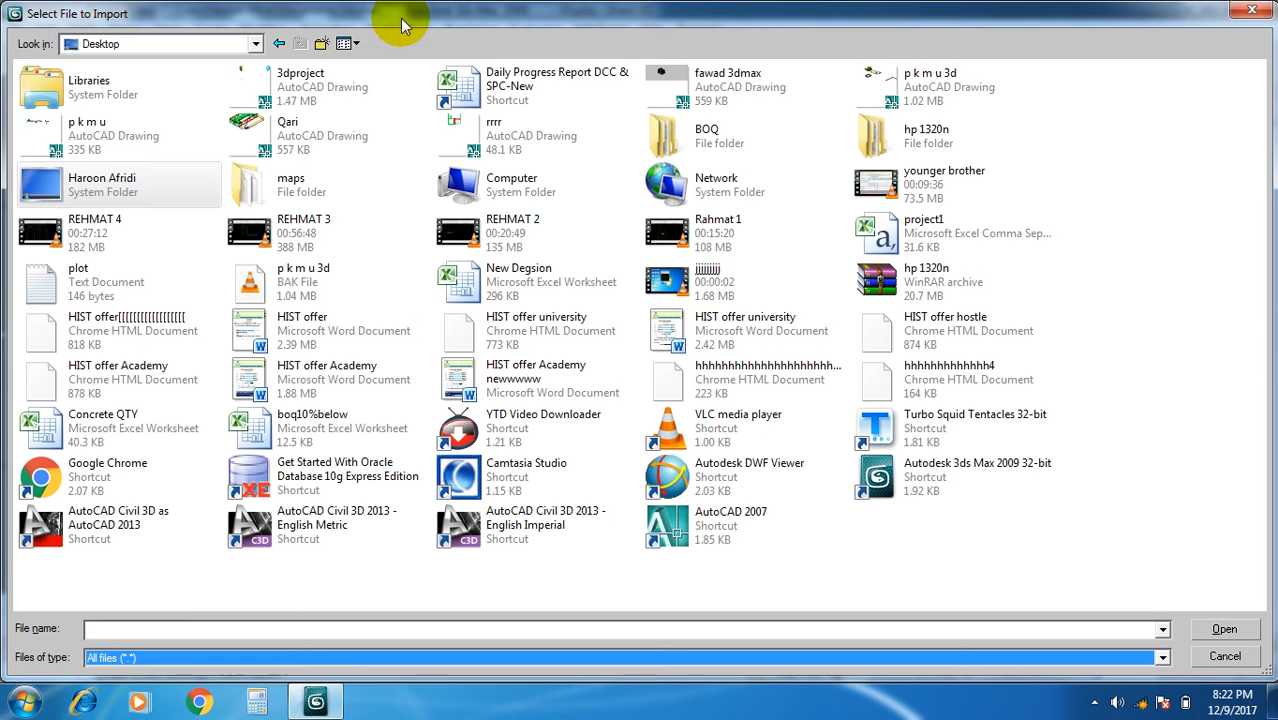 Select File to Import
Look in: Desktop
Libraries
System Folder
3dproject
AutoCAD Drawing
1.47 MB
Daily Progress Report DCC &
SPC-New
Shortcut
fawad 3dmax
AutoCAD Drawing
559 KB
p k m u 3d
AutoCAD Drawing
1.02 MB
p k m u
AutoCAD Drawing
335 KB
Qari
AutoCAD Drawing
557 KB
rrrr
AutoCAD Drawing
48.1 KB
BOQ
File folder
hp 1320n
File folder
Haroon Afridi
System Folder
maps
File folder
Computer
System Folder
Network
System Folder
younger brother
00:09:36
73.5 MB
REHMAT 4
00:27:12
182 MB
REHMAT 3
00:56:48
388 MB
REHMAT 2
00:20:49
135 MB
Rahmat 1
00:15:20
108 MB
project1
Microsoft Excel Comma Sep...
31.6 KB
plot
Text Document
146 bytes
p k m u 3d
BAK File
1.04 MB
New Degsion
Microsoft Excel Worksheet
296 KB
00:00:02
1.68 MB
hp 1320n
WinRAR archive
20.7 MB
Chrome HTML Document
818 KB
HIST offer
Microsoft Word Document
2.39 MB
HIST offer university
Chrome HTML Document
773 KB
HIST offer university
Microsoft Word Document
2.42 MB
HIST offer hostle
Chrome HTML Document
874 KB
HIST offer Academy
Chrome HTML Document
878 KB
HIST offer Academy
Microsoft Word Document
1.88 MB
HIST offer Academy
newwwww
Microsoft Word Document
Chrome HTML Document
223 KB
Chrome HTML Document
164 KB
Concrete QTY
Microsoft Excel Worksheet
40.3 KB
boq10%below
Microsoft Excel Worksheet
12.5 KB
YTD Video Downloader
Shortcut
1.21 KB
VLC media player
Shortcut
1.00 KB
Turbo Squid Tentacles 32-bit
Shortcut
1.81 KB
Google Chrome
Shortcut
2.07 KB
Get Started With Oracle
Database 10g Express Edition
Shortcut
Camtasia Studio
Shortcut
1.15 KB
Autodesk DWF Viewer
Shortcut
2.03 KB
Autodesk 3ds Max 2009 32-bit
Shortcut
1.92 KB
AutoCAD Civil 3D as
AutoCAD 2013
Shortcut
AutoCAD Civil 3D 2013 -
English Metric
Shortcut
AutoCAD Civil 3D 2013 -
English Imperial
Shortcut
AutoCAD 2007
Shortcut
1.85 KB
File name:
Open
Files of type: All files (*.*)
Cancel
8:22 PM
12/9/2017